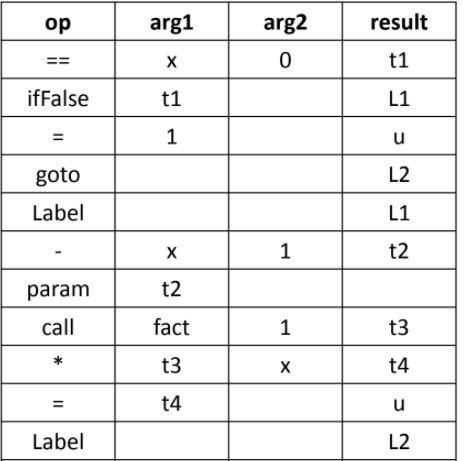 op arg1 arg2 result
== x 0 t1
ifFalse t1 L1
= 1 u
goto L2
Label L1
- x 1 t2
param t2
call fact 1 t3
* t3 x t4
= t4 u
Label L2